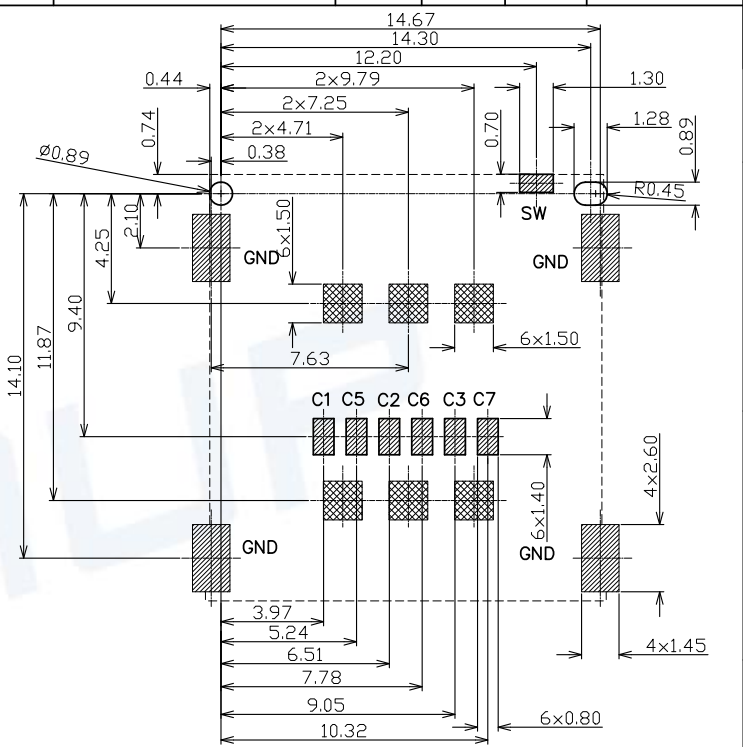 14.67
14.30
12.20
0.44
2x9.79
1.30
2x7.25
0.74
0.70
1.28
0.89
2x4.71
Ø0.89
0.38
R0.45
SW
2.10
6x1.50
4.25
GND
GND
9.40
11.87
6x1.50
7.63
14.10
C1 C5 C2 C6 C3 C7
6x1.40
4x2.60
GND
GND
3.97
5.24
4x1.45
6.51
7.78
9.05
6x0.80
10.32